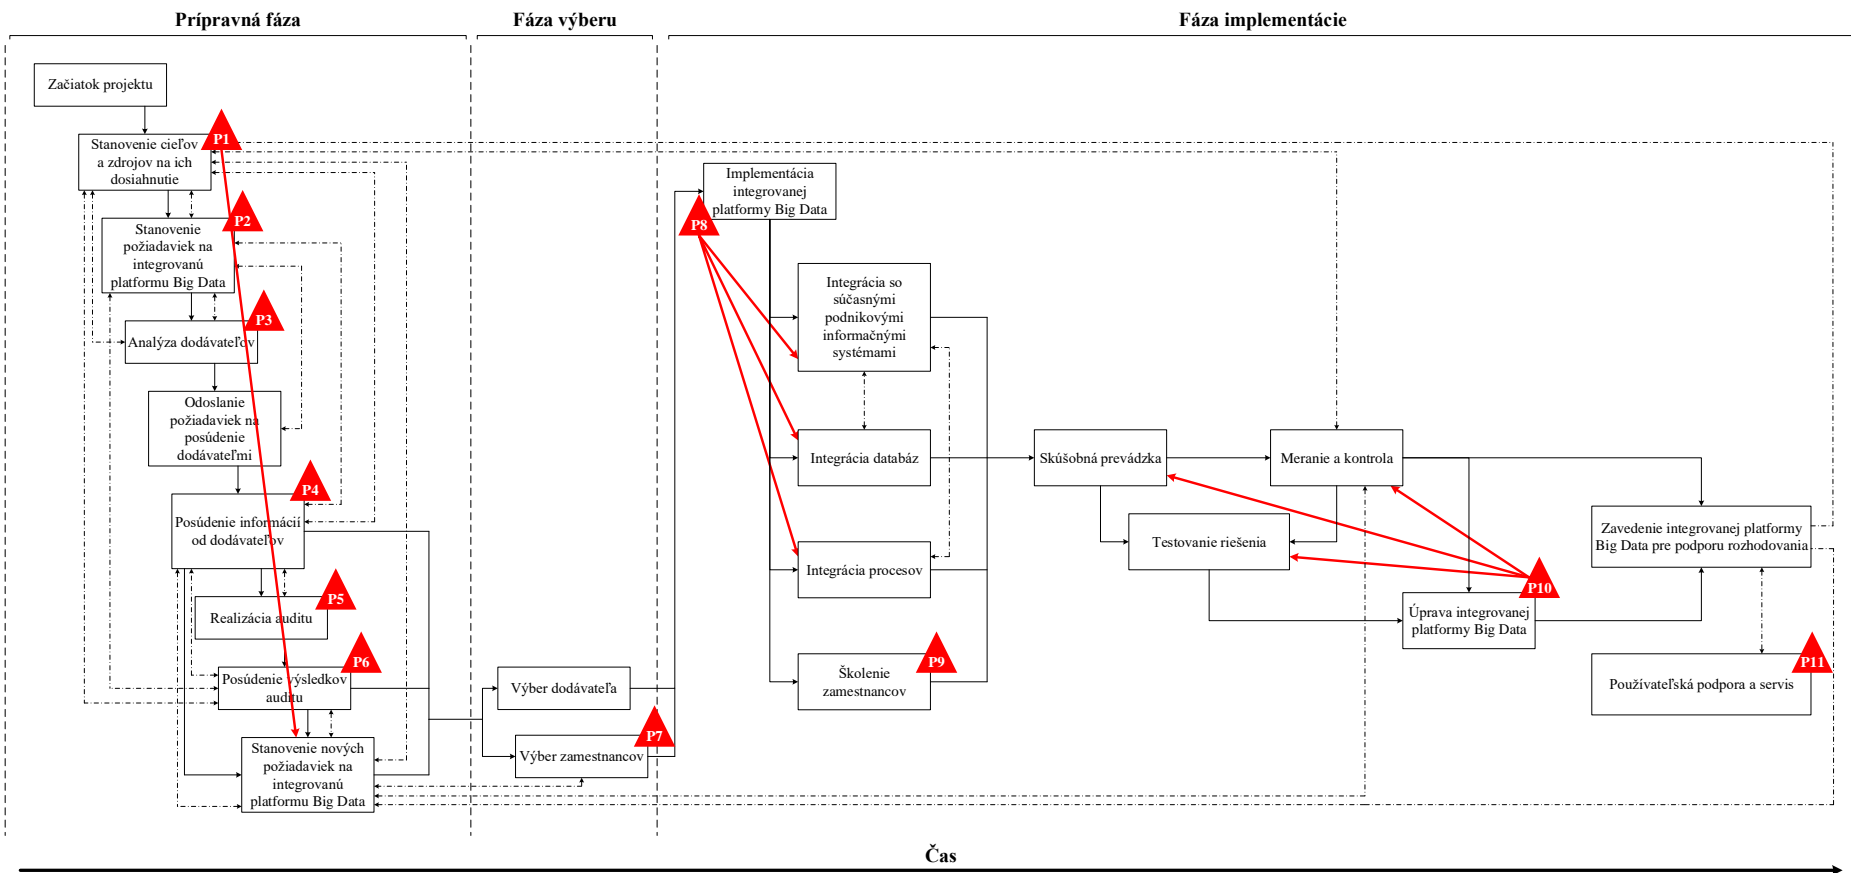 Prípravná fáza
Fáza výberu
Fáza implementácie
Začiatok projektu
Stanovenie cieľov
a zdrojov na ich
dosiahnutie
P1
Stanovenie
požiadaviek na
integrovanú
platformu Big Data
P2
Analýza dodávateľov
P3
Odoslanie
požiadaviek na
posúdenie
dodávateľmi
Posúdenie informácií
od dodávateľov
P4
Realizácia auditu
P5
Posúdenie výsledkov
auditu
P6
Stanovenie nových
požiadaviek na
integrovanú
platformu Big Data
Výber dodávateľa
Výber zamestnancov
P7
Implementácia
integrovanej
platformy Big Data
P8
Integrácia so
súčasnými
podnikovými
informačnými
systémami
Integrácia databáz
Integrácia procesov
Školenie
zamestnancov
P9
Skúšobná prevádzka
Testovanie riešenia
Meranie a kontrola
Úprava integrovanej
platformy Big Data
P10
Zavedenie integrovanej platformy
Big Data pre podporu rozhodovania
Používateľská podpora a servis
P11
Čas